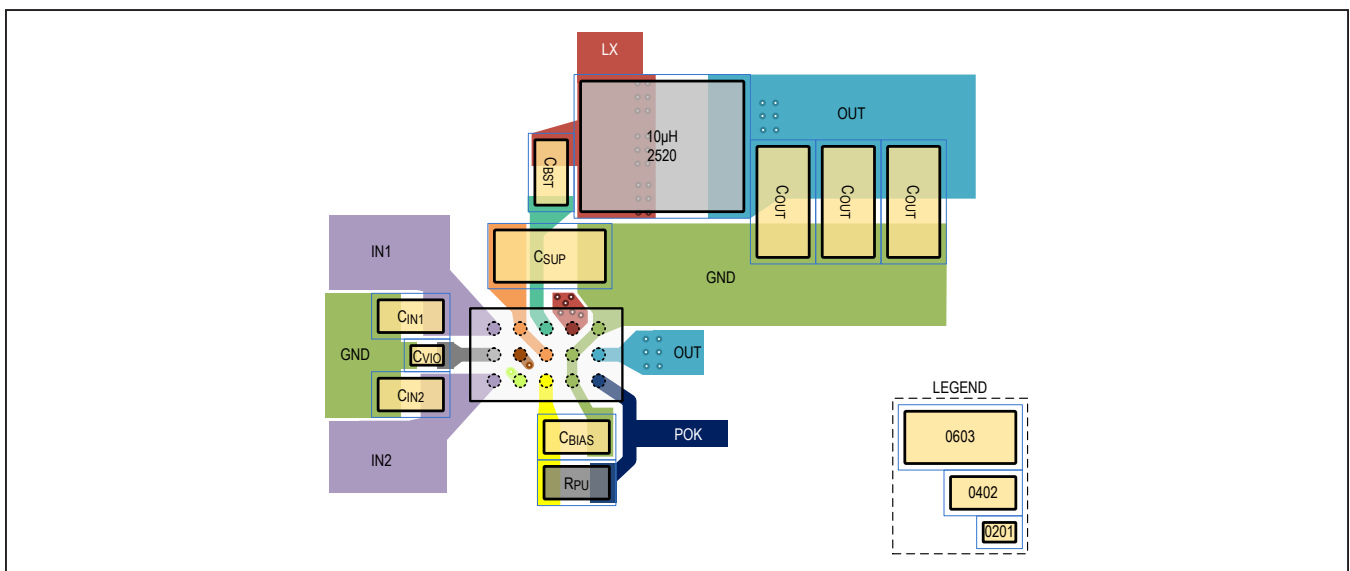 LX
10µH
2520
OUT
CBST
COUT
COUT
COUT
IN1
CSUP
GND
CIN1
GND
CVIO
OUT
CIN2
LEGEND
IN2
CBIAS
POK
0603
RPU
0402
0201